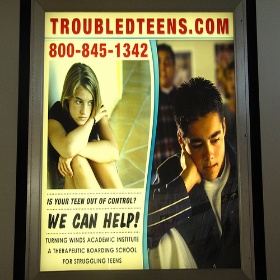 TROUBLEDTEENS.COM
800-845-1342
IS YOUR TEEN OUT OF CONTROL?
WE CAN HELP!
TURNING WINDS ACADEMIC INSTITUTE
A THERAPEUTIC BOARDING SCHOOL
FOR STRUGGLING TEENS